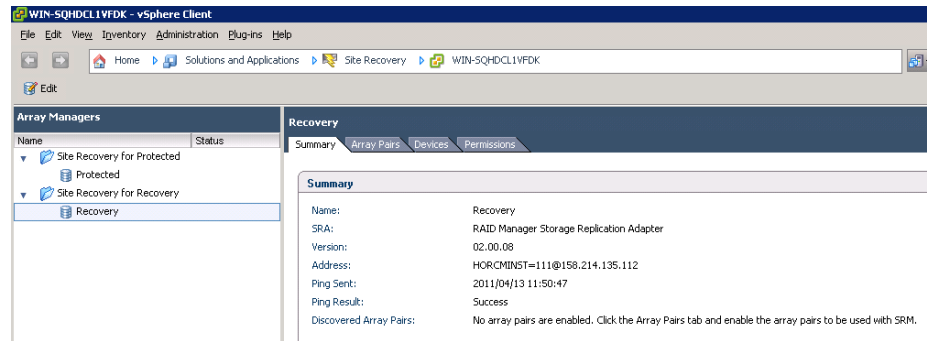 WIN-SQHDCL1VFDK - vSphere Client
File Edit View Inventory Administration Plug-ins Help
Home Solutions and Applications Site Recovery WIN-SQHDCL1VFDK
Edit
Array Managers
Name Status
Site Recovery for Protected
Protected
Site Recovery for Recovery
Recovery
Recovery
Summary Array Pairs Devices Permissions
Summary
Name: Recovery
SRA: RAID Manager Storage Replication Adapter
Version: 02.00.08
Address: HORCMINST=111@158.214.135.112
Ping Sent: 2011/04/13 11:50:47
Ping Result: Success
Discovered Array Pairs: No array pairs are enabled. Click the Array Pairs tab and enable the array pairs to be used with SRM.